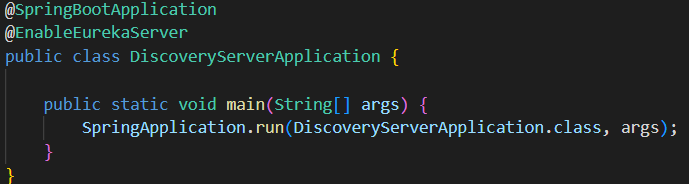 @SpringBootApplication
@EnableEurekaServer
public class DiscoveryServerApplication {
    public static void main(String[] args) {
        SpringApplication.run(DiscoveryServerApplication.class, args);
    }
}